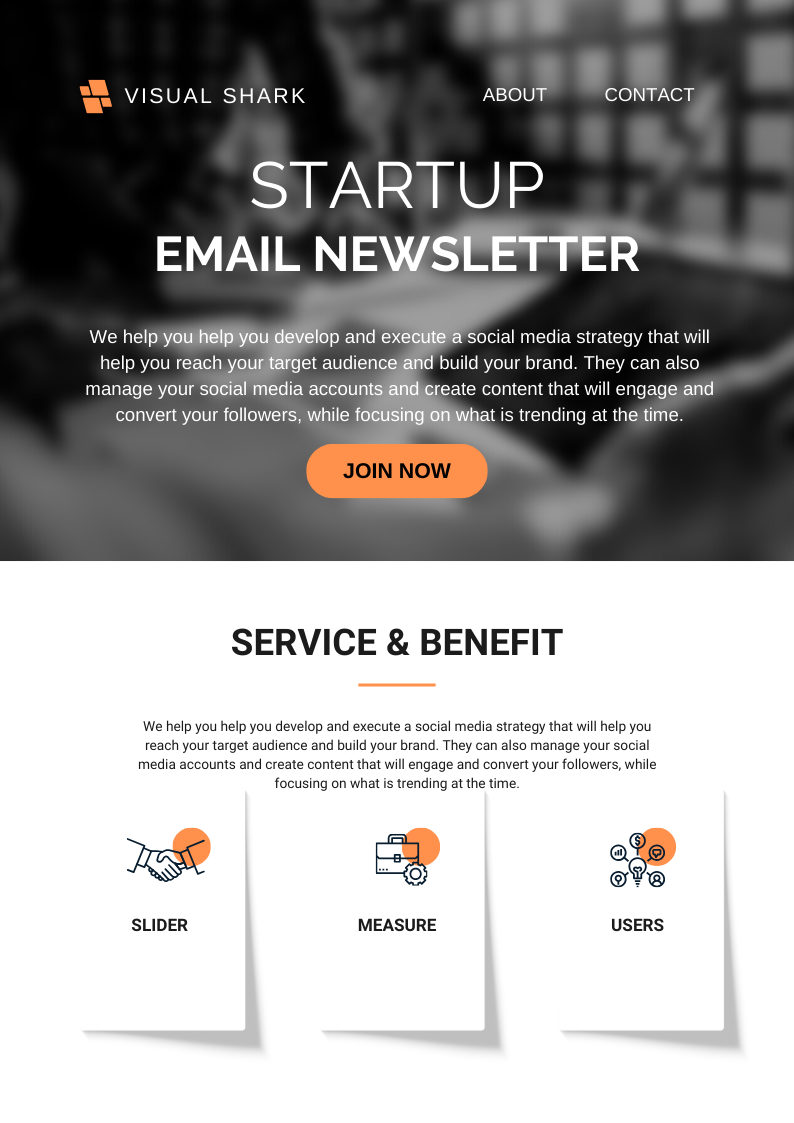 VISUAL SHARK
ABOUT
CONTACT
STARTUP
EMAIL NEWSLETTER
We help you help you develop and execute a social media strategy that will
help you reach your target audience and build your brand. They can also
manage your social media accounts and create content that will engage and
convert your followers, while focusing on what is trending at the time.
JOIN NOW
SERVICE & BENEFIT
We help you help you develop and execute a social media strategy that will help you
reach your target audience and build your brand. They can also manage your social
media accounts and create content that will engage and convert your followers, while
focusing on what is trending at the time.
SLIDER
MEASURE
USERS